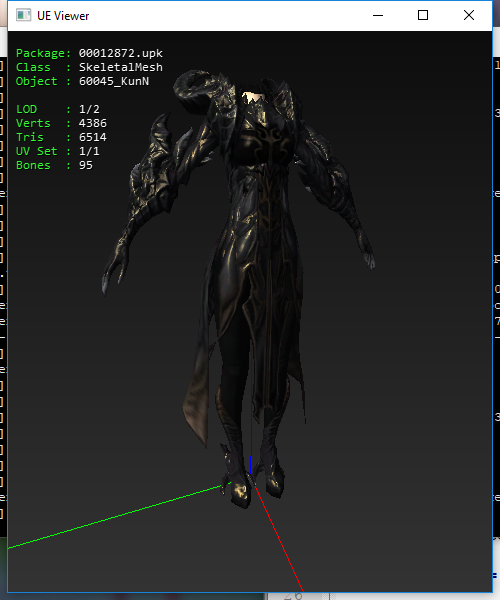 UE Viewer
Package: 00012872.upk
Class : SkeletalMesh
Object : 60045_KunN
LOD : 1/2
Verts : 4386
Tris : 6514
UV Set : 1/1
Bones : 95